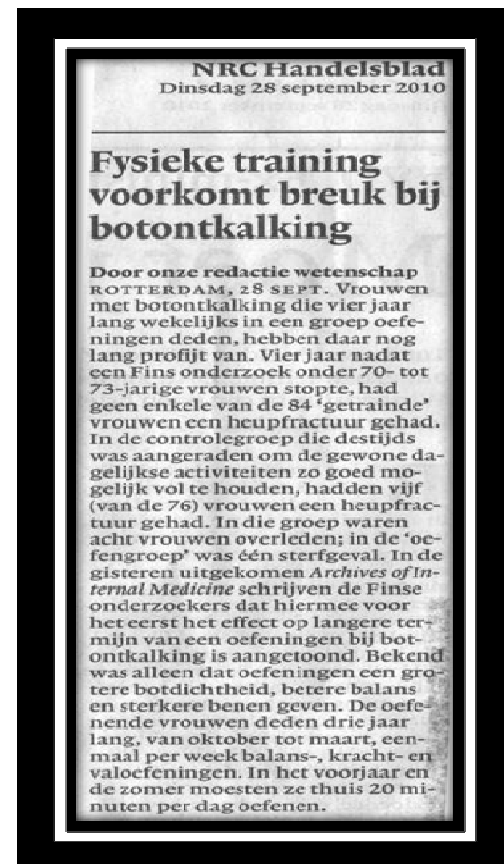 NRC Handelsblad
Dinsdag 28 september 2010
Fysieke training
voorkomt breuk bij
botontkalking
Door onze redactie wetenschap
ROTTERDAM, 28 SEPT. Vrouwen
met botontkalking die vier jaar
lang wekelijks in een groep oefe-
ningen deden, hebben daar nog
lang profijt van. Vier jaar nadat
een Fins onderzoek onder 70- tot
73-jarige vrouwen stopte, had
geen enkele van de 84 ‘getrainde’
vrouwen een heupfractuur gehad.
In de controlegroep die destijds
was aangeraden om de gewone da-
gelijkse activiteiten zo goed mo-
gelijk vol te houden, hadden vijf
(van de 76) vrouwen een heupfrac-
tuur gehad. In die groep waren
acht vrouwen overleden; in de ‘oe-
fengroep’ was één sterfgeval. In de
gisteren uitgekomen Archives of In-
ternal Medicine schrijven de Finse
onderzoekers dat hiermee voor
het eerst het effect op langere ter-
mijn van een oefeningen bij bot-
ontkalking is aangetoond. Bekend
was alleen dat oefeningen een gro-
tere botdichtheid, betere balans
en sterkere benen geven. De oefe-
nende vrouwen deden drie jaar
lang, van oktober tot maart, een-
maal per week balans-, kracht- en
valoefeningen. In het voorjaar en
de zomer moesten ze thuis 20 mi-
nuten per dag oefenen.